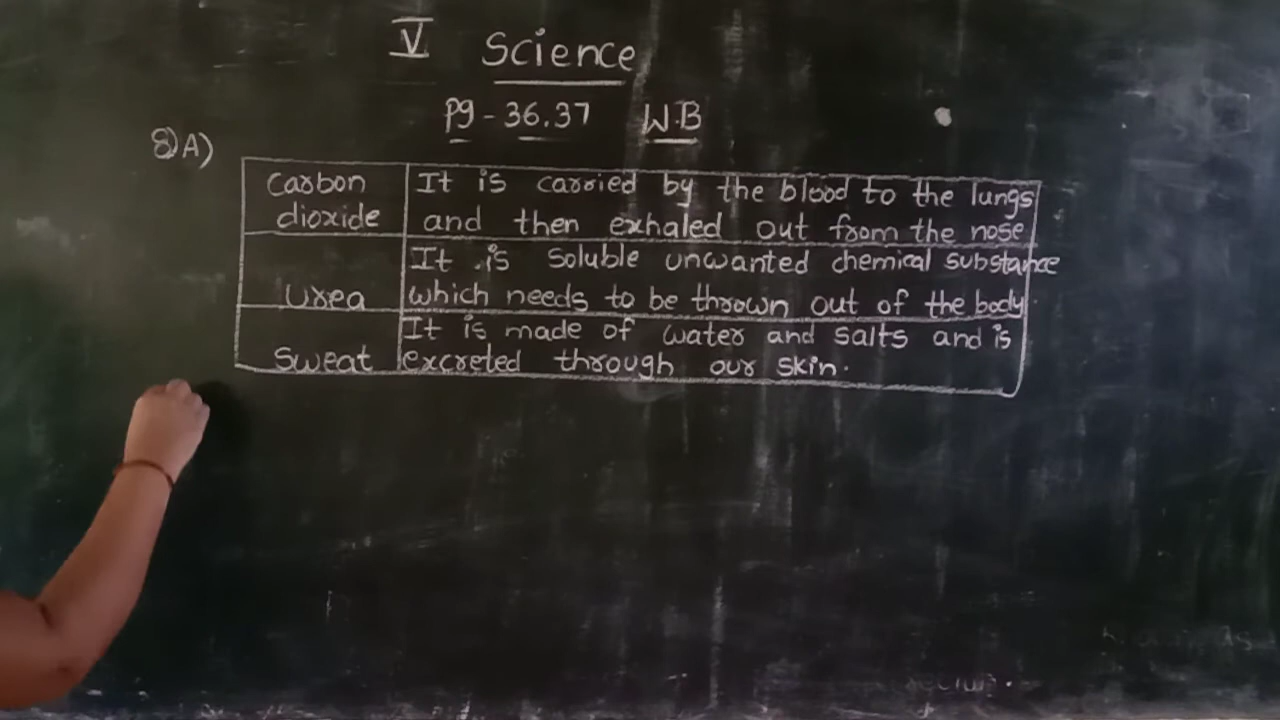 V Science
Pg - 36.37 W.B
8)A)
Carbon dioxide
It is carried by the blood to the lungs
and then exhaled out from the nose
Urea
It is soluble unwanted chemical substance
which needs to be thrown out of the body.
Sweat
It is made of water and salts and is
excreted through our skin.